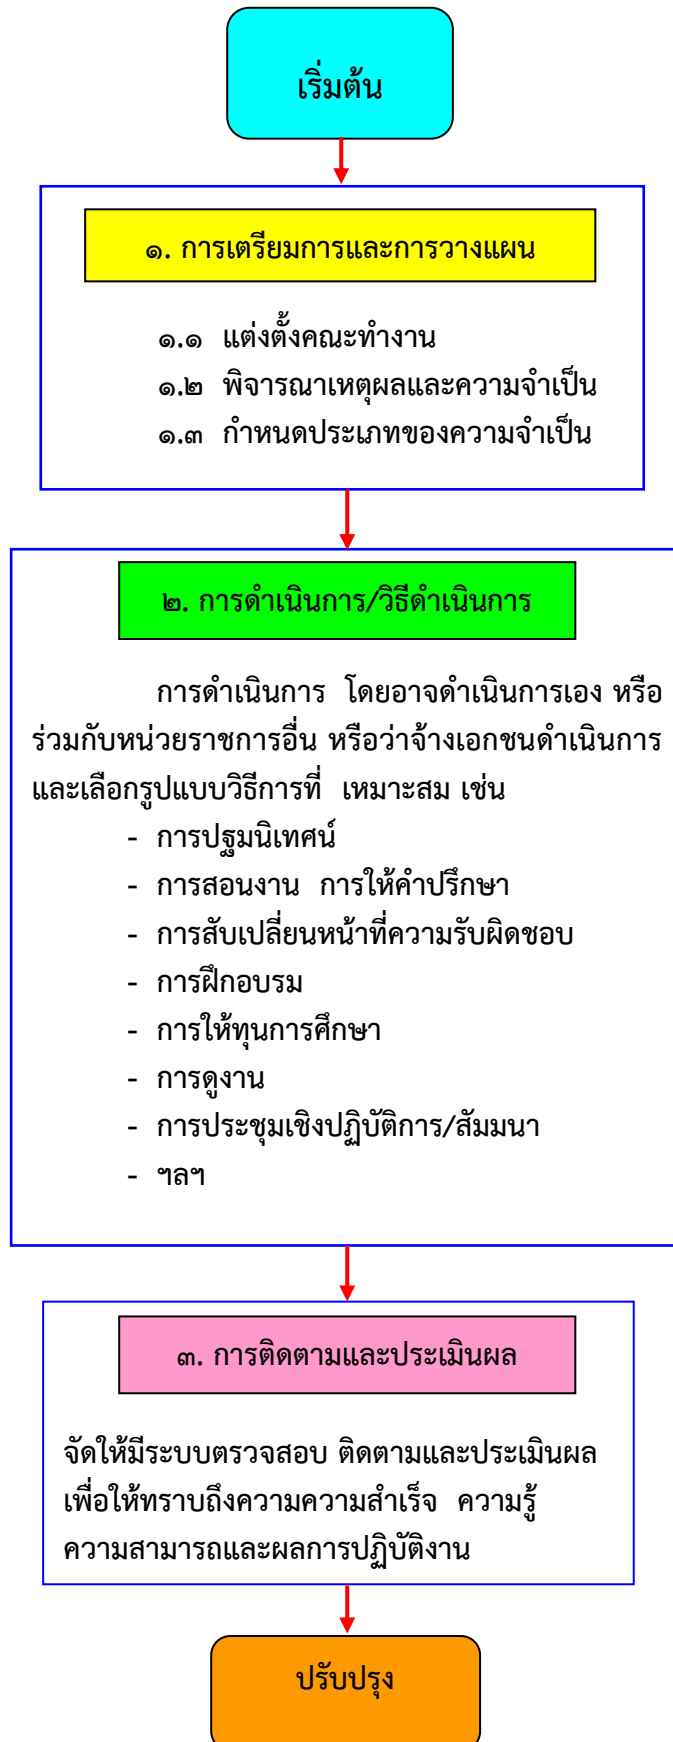 เริ่มต้น
๑. การเตรียมการและการวางแผน
๑.๑ แต่งตั้งคณะทำงาน
๑.๒ พิจารณาเหตุผลและความจำเป็น
๑.๓ กำหนดประเภทของความจำเป็น
๒. การดำเนินการ/วิธีดำเนินการ
การดำเนินการ โดยอาจดำเนินการเอง หรือ
ร่วมกับหน่วยราชการอื่น หรือว่าจ้างเอกชนดำเนินการ
และเลือกรูปแบบวิธีการที่ เหมาะสม เช่น
- การปฐมนิเทศน์
- การสอนงาน การให้คำปรึกษา
- การสับเปลี่ยนหน้าที่ความรับผิดชอบ
- การฝึกอบรม
- การให้ทุนการศึกษา
- การดูงาน
- การประชุมเชิงปฏิบัติการ/สัมมนา
- ฯลฯ
๓. การติดตามและประเมินผล
จัดให้มีระบบตรวจสอบ ติดตามและประเมินผล
เพื่อให้ทราบถึงความความสำเร็จ ความรู้
ความสามารถและผลการปฏิบัติงาน
ปรับปรุง